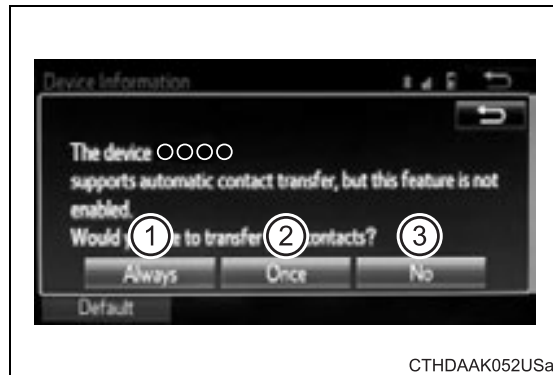 Device Information
The device ○○○○
supports automatic contact transfer, but this feature is not
enabled.
Would to transfer contacts?
1 2 3
Always Once No
Default
CTHDAAK052USa